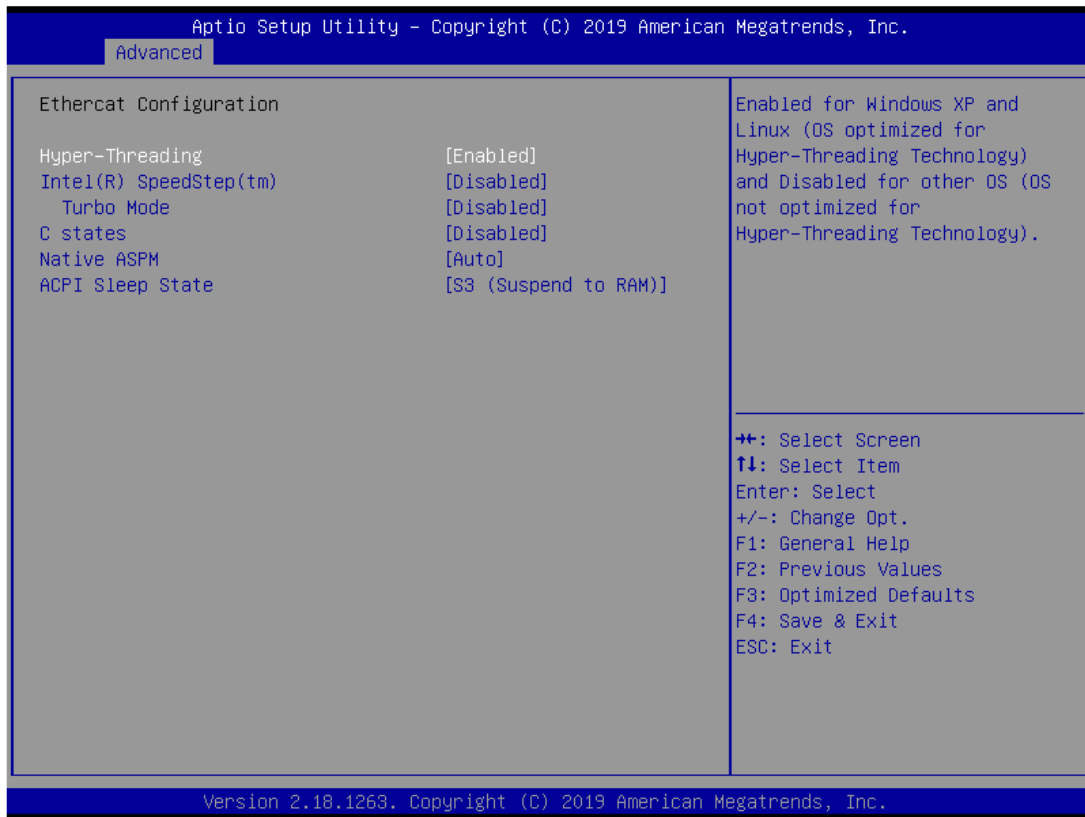 Aptio Setup Utility – Copyright (C) 2019 American Megatrends, Inc.
Advanced
Ethercat Configuration
Hyper-Threading [Enabled]
Intel(R) SpeedStep(tm) [Disabled]
Turbo Mode [Disabled]
C states [Disabled]
Native ASPM [Auto]
ACPI Sleep State [S3 (Suspend to RAM)]
Enabled for Windows XP and
Linux (OS optimized for
Hyper-Threading Technology)
and Disabled for other OS (OS
not optimized for
Hyper-Threading Technology).
→←: Select Screen
↑↓: Select Item
Enter: Select
+/-: Change Opt.
F1: General Help
F2: Previous Values
F3: Optimized Defaults
F4: Save & Exit
ESC: Exit
Version 2.18.1263. Copyright (C) 2019 American Megatrends, Inc.